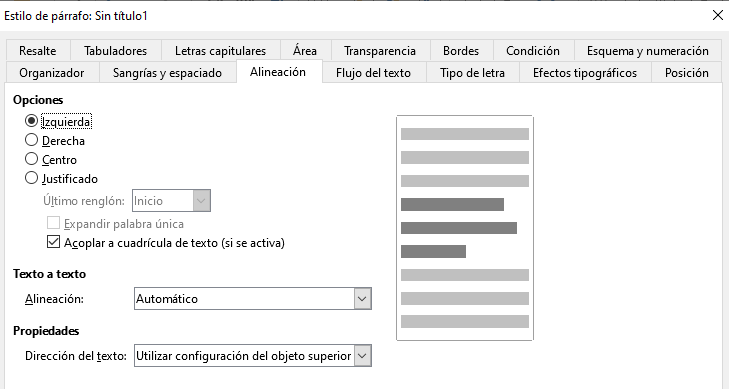 Estilo de párrafo: Sin título1
Resalte Tabuladores Letras capitulares Área Transparencia Bordes Condición Esquema y numeración
Organizador Sangrías y espaciado Alineación Flujo del texto Tipo de letra Efectos tipográficos Posición
Opciones
Izquierda
Derecha
Centro
Justificado
Último renglón: Inicio
Expandir palabra única
Acoplar a cuadrícula de texto (si se activa)
Texto a texto
Alineación: Automático
Propiedades
Dirección del texto: Utilizar configuración del objeto superior